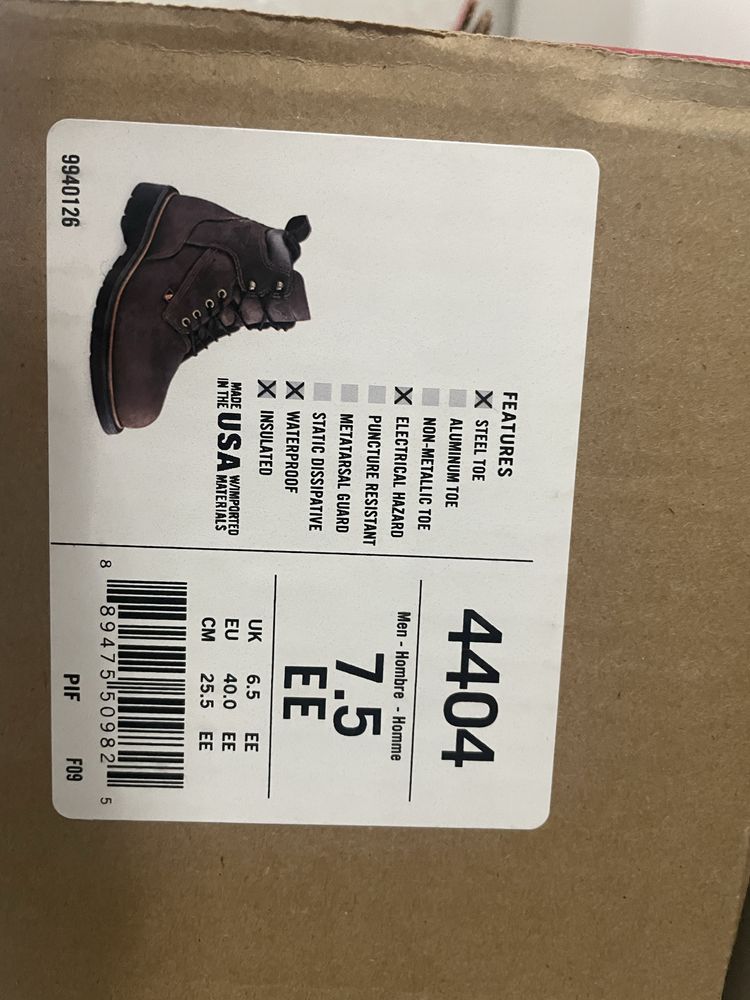 9940126
FEATURES
X STEEL TOE
ALUMINUM TOE
NON-METALLIC TOE
X ELECTRICAL HAZARD
PUNCTURE RESISTANT
METATARSAL GUARD
STATIC DISSIPATIVE
X WATERPROOF
X INSULATED
MADE IN THE USA W/IMPORTED MATERIALS
4404
Men - Hombre - Homme
7.5
EE
UK 6.5 EE
EU 40.0 EE
CM 25.5 EE
8 89475 50982 5
PIF F09